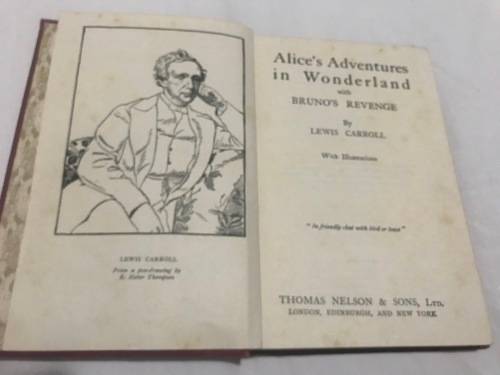 LEWIS CARROLL
From a pen-drawing by
E. Heber Thompson
Alice's Adventures
in Wonderland
with
BRUNO'S REVENGE
By
LEWIS CARROLL
With Illustrations
"In friendly chat with bird or beast."
THOMAS NELSON & SONS, LTD.
LONDON, EDINBURGH, AND NEW YORK